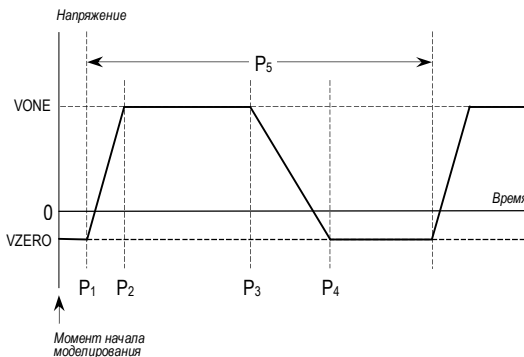 Напряжение
P5
VONE
Время
0
VZERO
P1 P2 P3 P4
Момент начала
моделирования